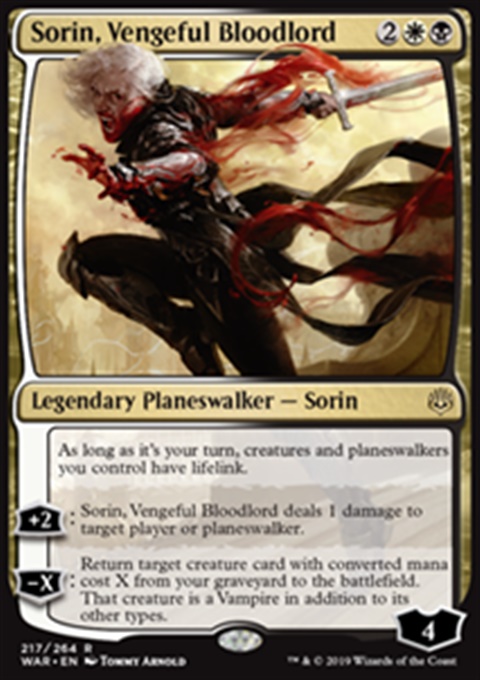 Sorin, Vengeful Bloodlord 2
Legendary Planeswalker — Sorin
As long as it's your turn, creatures and planeswalkers
you control have lifelink.
+2: Sorin, Vengeful Bloodlord deals 1 damage to
target player or planeswalker.
-X: Return target creature card with converted mana
cost X from your graveyard to the battlefield.
That creature is a Vampire in addition to its
other types.
4
217/264 R
WAR • EN Tommy Arnold
™ & © 2019 Wizards of the Coast